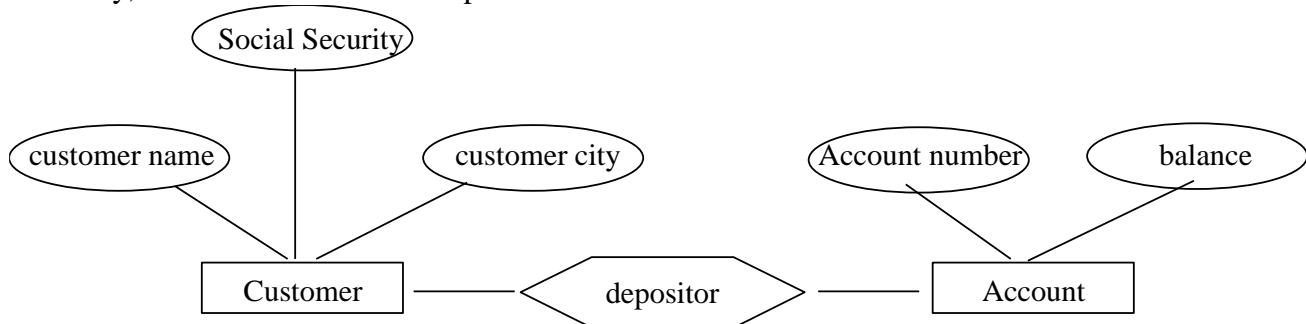 Social Security
customer name
customer city
Account number
balance
Customer
depositor
Account